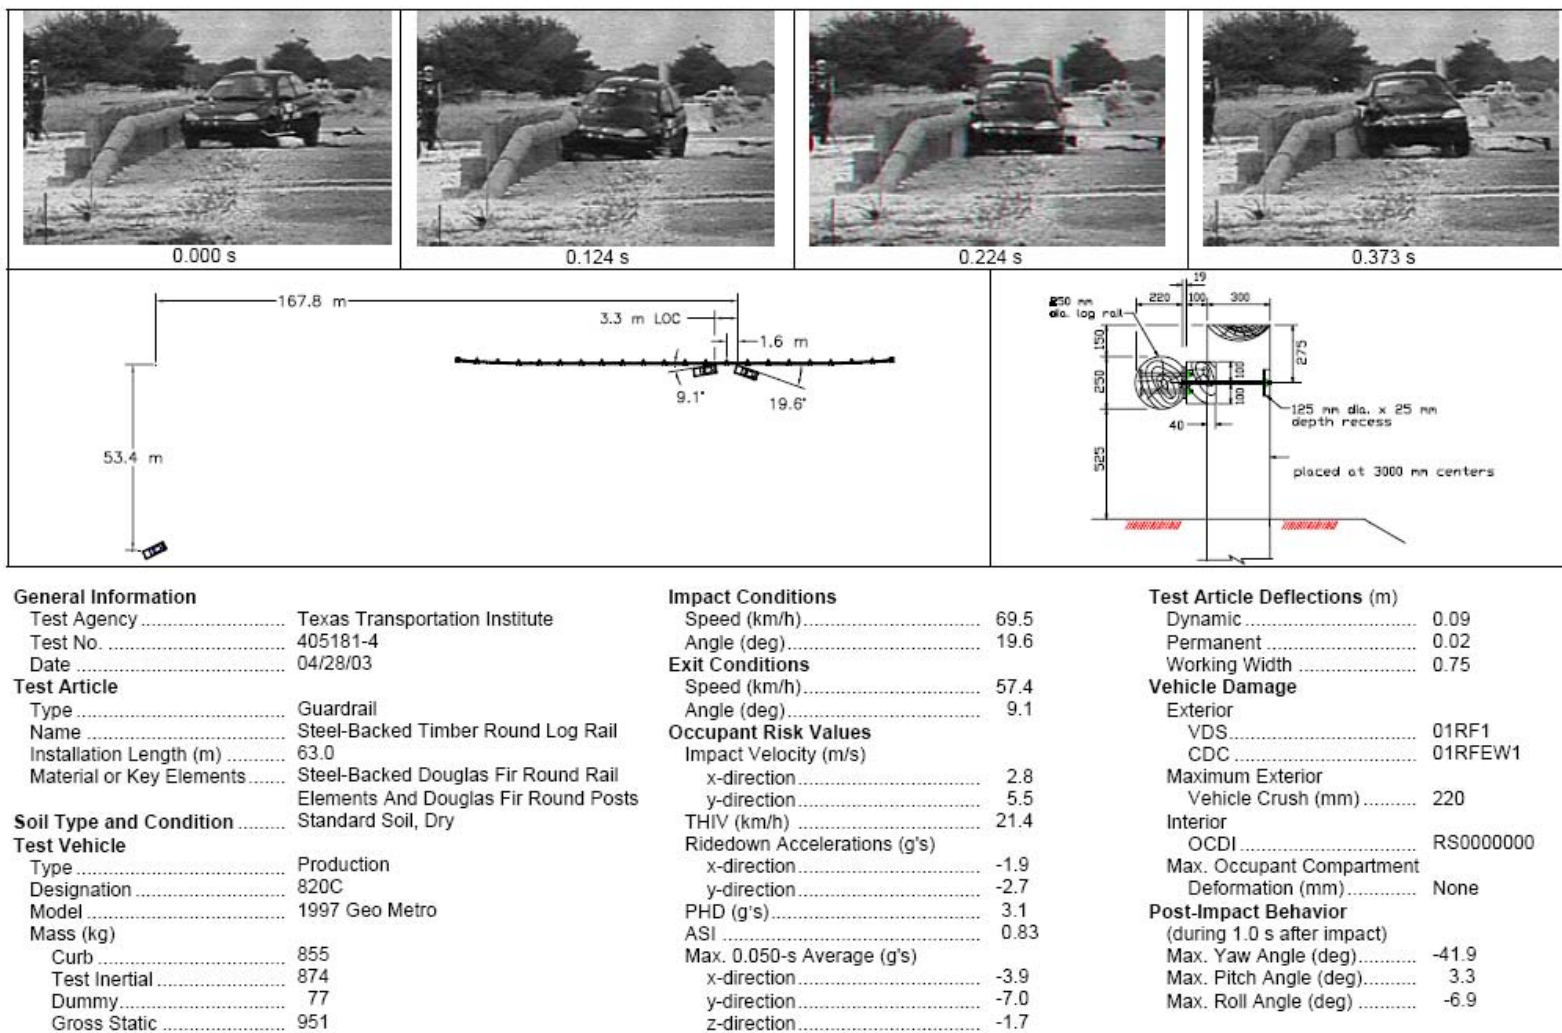 0.000 s
0.124 s
0.224 s
0.373 s
167.8 m
3.3 m LOC
1.6 m
9.1°
19.6°
53.4 m
19
220
100
300
250 mm
dia. log rail
150
275
250
100
100
40
125 mm dia. x 25 mm
depth recess
525
placed at 3000 mm centers
General Information
Test Agency ........ Texas Transportation Institute
Test No. ........ 405181-4
Date ........ 04/28/03
Test Article
Type ........ Guardrail
Name ........ Steel-Backed Timber Round Log Rail
Installation Length (m) ........ 63.0
Material or Key Elements ........ Steel-Backed Douglas Fir Round Rail
Elements And Douglas Fir Round Posts
Soil Type and Condition ........ Standard Soil, Dry
Test Vehicle
Type ........ Production
Designation ........ 820C
Model ........ 1997 Geo Metro
Mass (kg)
Curb ........ 855
Test Inertial ........ 874
Dummy ........ 77
Gross Static ........ 951
Impact Conditions
Speed (km/h) ........ 69.5
Angle (deg) ........ 19.6
Exit Conditions
Speed (km/h) ........ 57.4
Angle (deg) ........ 9.1
Occupant Risk Values
Impact Velocity (m/s)
x-direction ........ 2.8
y-direction ........ 5.5
THIV (km/h) ........ 21.4
Ridedown Accelerations (g's)
x-direction ........ -1.9
y-direction ........ -2.7
PHD (g's) ........ 3.1
ASI ........ 0.83
Max. 0.050-s Average (g's)
x-direction ........ -3.9
y-direction ........ -7.0
z-direction ........ -1.7
Test Article Deflections (m)
Dynamic ........ 0.09
Permanent ........ 0.02
Working Width ........ 0.75
Vehicle Damage
Exterior
VDS ........ 01RF1
CDC ........ 01RFEW1
Maximum Exterior
Vehicle Crush (mm) ........ 220
Interior
OCDI ........ RS0000000
Max. Occupant Compartment
Deformation (mm) ........ None
Post-Impact Behavior
(during 1.0 s after impact)
Max. Yaw Angle (deg) ........ -41.9
Max. Pitch Angle (deg) ........ 3.3
Max. Roll Angle (deg) ........ -6.9